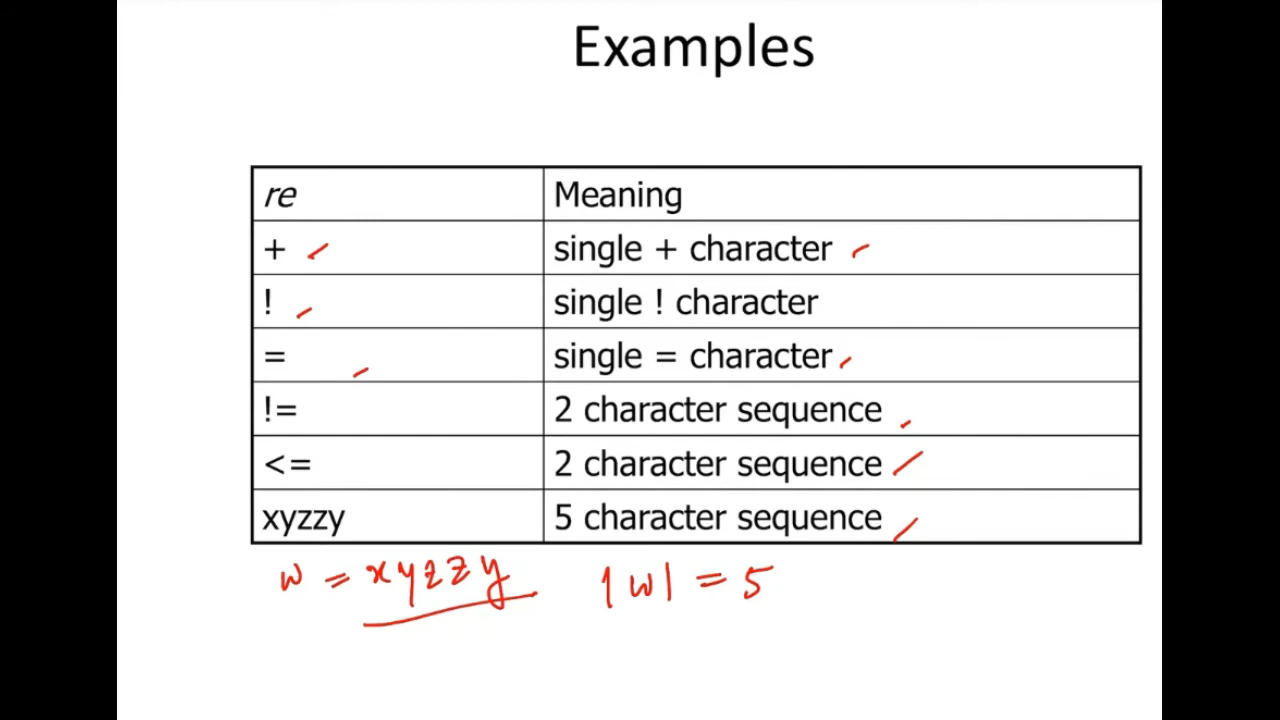 Examples
re Meaning
+ single + character
! single ! character
= single = character
!= 2 character sequence
<= 2 character sequence
xyzzy 5 character sequence
w = xyzzy |w| = 5